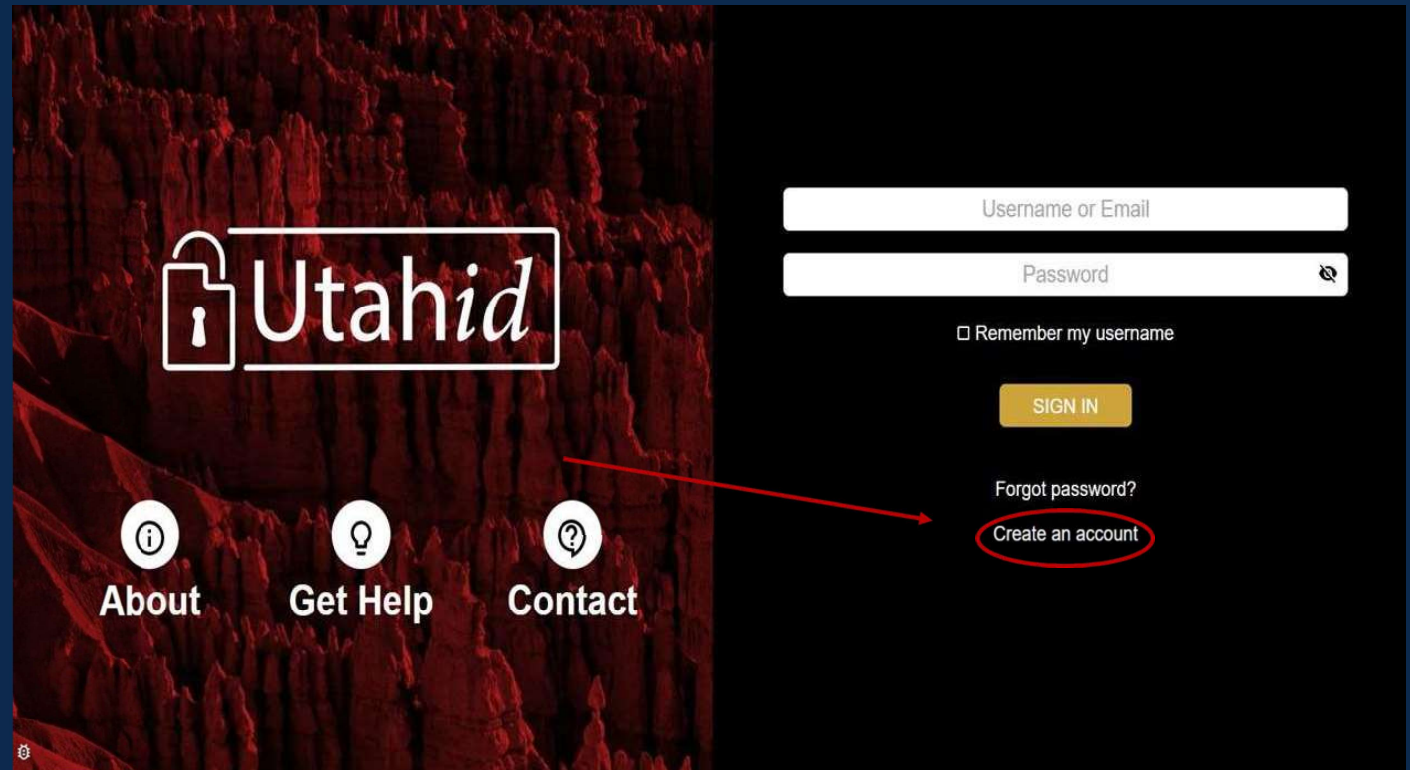 Utahid
About
Get Help
Contact
Username or Email
Password
Remember my username
SIGN IN
Forgot password?
Create an account